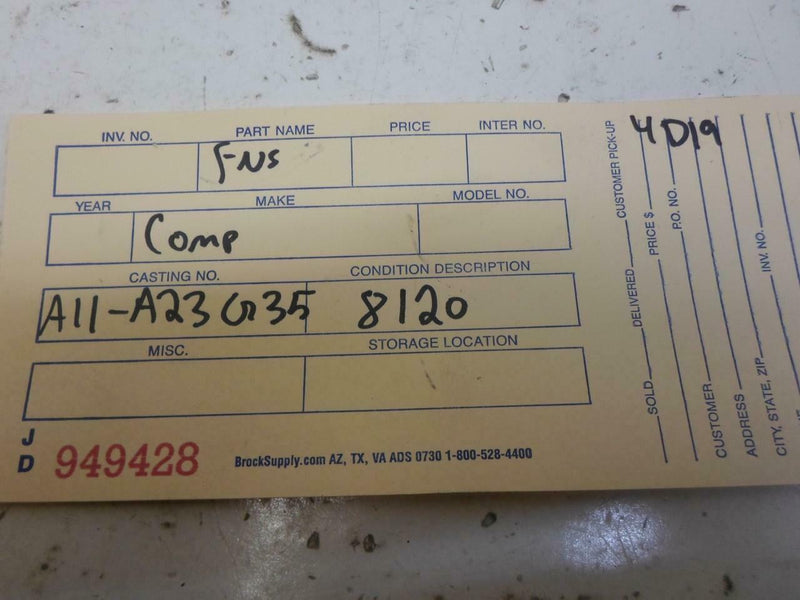 INV. NO. PART NAME PRICE INTER NO.
FNS
YEAR MAKE MODEL NO.
Comp
CASTING NO. CONDITION DESCRIPTION
A11-A23 G35 8120
MISC. STORAGE LOCATION
J
D 949428 BrockSupply.com AZ, TX, VA ADS 0730 1-800-528-4400
4D19
SOLD DELIVERED CUSTOMER PICK-UP
PRICE $
P.O. NO.
CUSTOMER
ADDRESS
CITY, STATE, ZIP INV. NO.